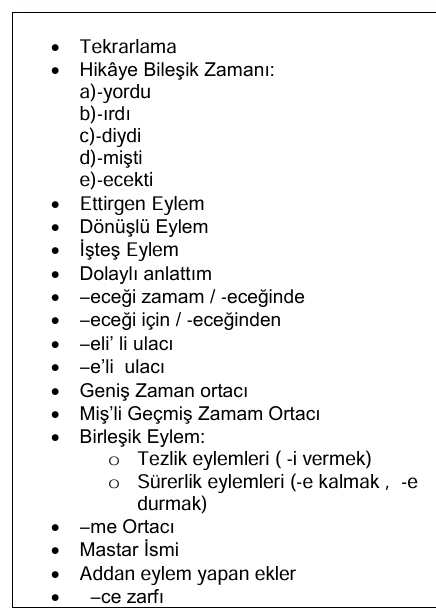 • Tekrarlama
• Hikâye Bileşik Zamanı:
a)-yordu
b)-ırdı
c)-diydi
d)-mişti
e)-ecekti
• Ettirgen Eylem
• Dönüşlü Eylem
• İşteş Eylem
• Dolaylı anlattım
• –eceği zamam / -eceğinde
• –eceği için / -eceğinden
• –eli’ li ulacı
• –e’li ulacı
• Geniş Zaman ortacı
• Miş’li Geçmiş Zamam Ortacı
• Birleşik Eylem:
o Tezlik eylemleri ( -i vermek)
o Sürerlik eylemleri (-e kalmak , -e
durmak)
• –me Ortacı
• Mastar İsmi
• Addan eylem yapan ekler
• –ce zarfı